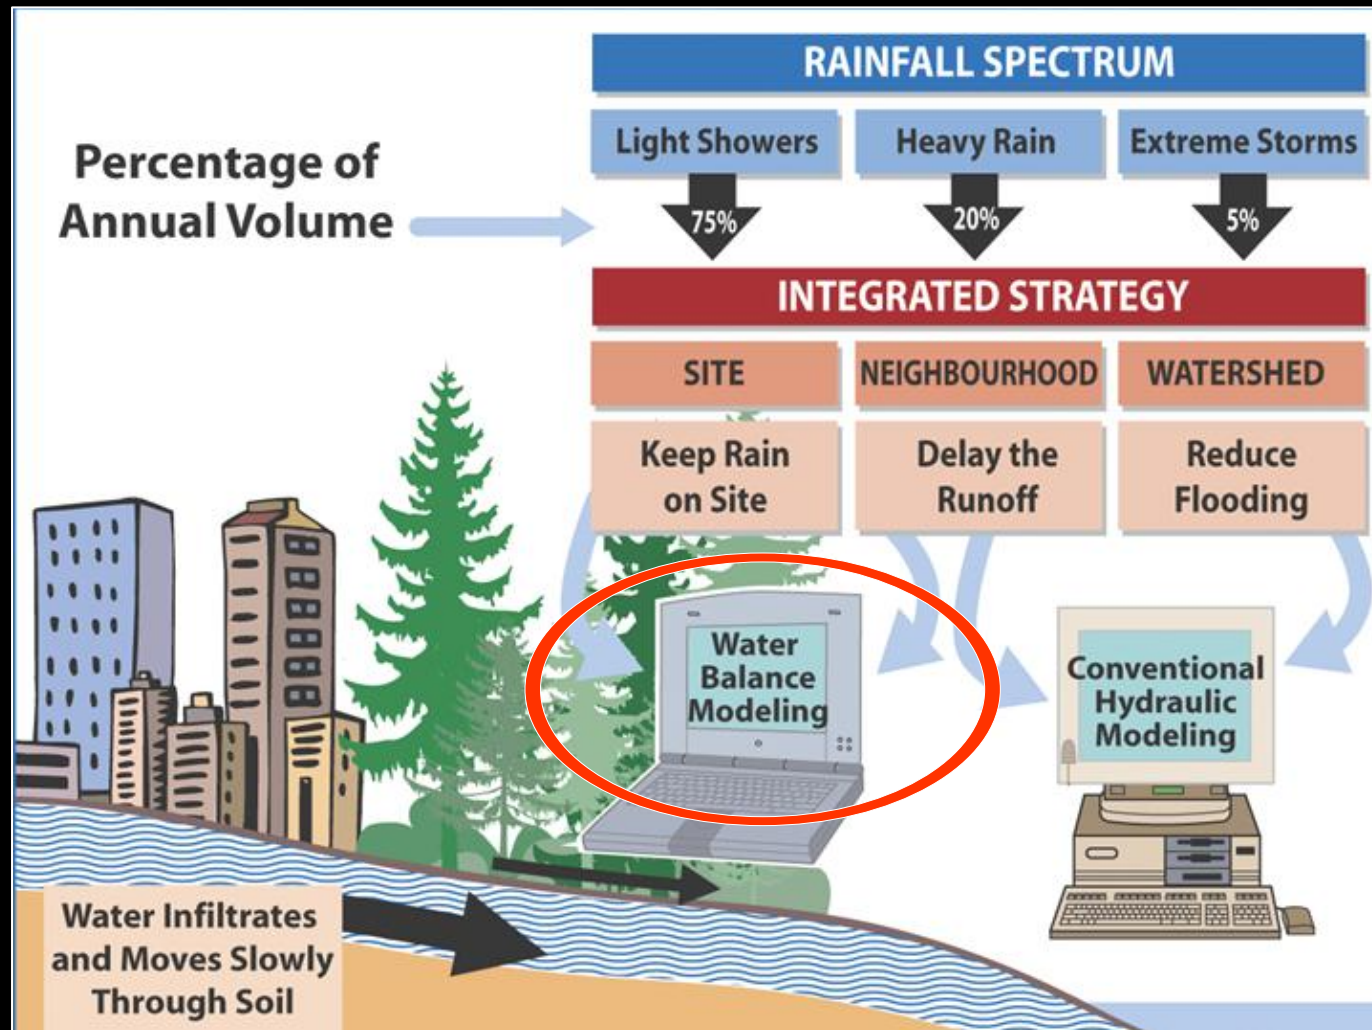 RAINFALL SPECTRUM
Percentage of
Annual Volume
Light Showers
Heavy Rain
Extreme Storms
75%
20%
5%
INTEGRATED STRATEGY
SITE
NEIGHBOURHOOD
WATERSHED
Keep Rain
on Site
Delay the
Runoff
Reduce
Flooding
Water
Balance
Modeling
Conventional
Hydraulic
Modeling
Water Infiltrates
and Moves Slowly
Through Soil